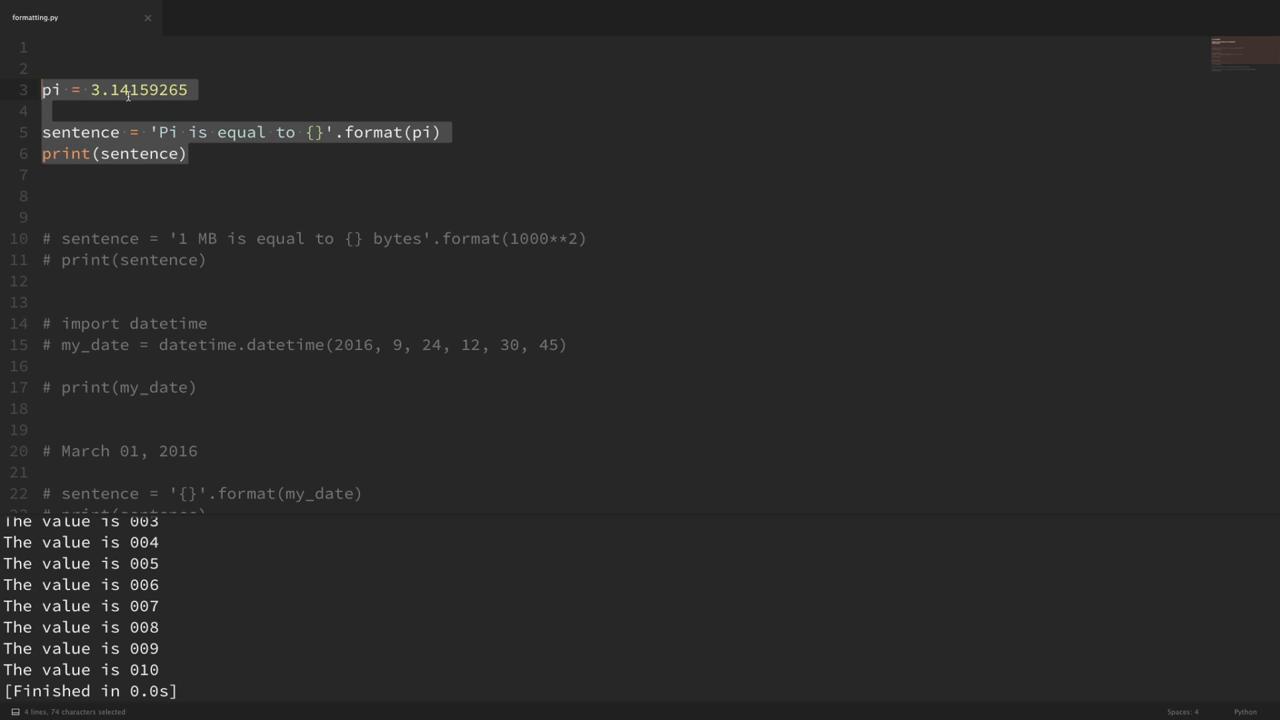 formatting.py
1
2
3 pi = 3.14159265
4
5 sentence = 'Pi is equal to {}'.format(pi)
6 print(sentence)
7
8
9
10 # sentence = '1 MB is equal to {} bytes'.format(1000**2)
11 # print(sentence)
12
13
14 # import datetime
15 # my_date = datetime.datetime(2016, 9, 24, 12, 30, 45)
16
17 # print(my_date)
18
19
20 # March 01, 2016
21
22 # sentence = '{}'.format(my_date)
23 # print(sentence)
The value is 003
The value is 004
The value is 005
The value is 006
The value is 007
The value is 008
The value is 009
The value is 010
[Finished in 0.0s]
4 lines, 74 characters selected
Spaces: 4
Python